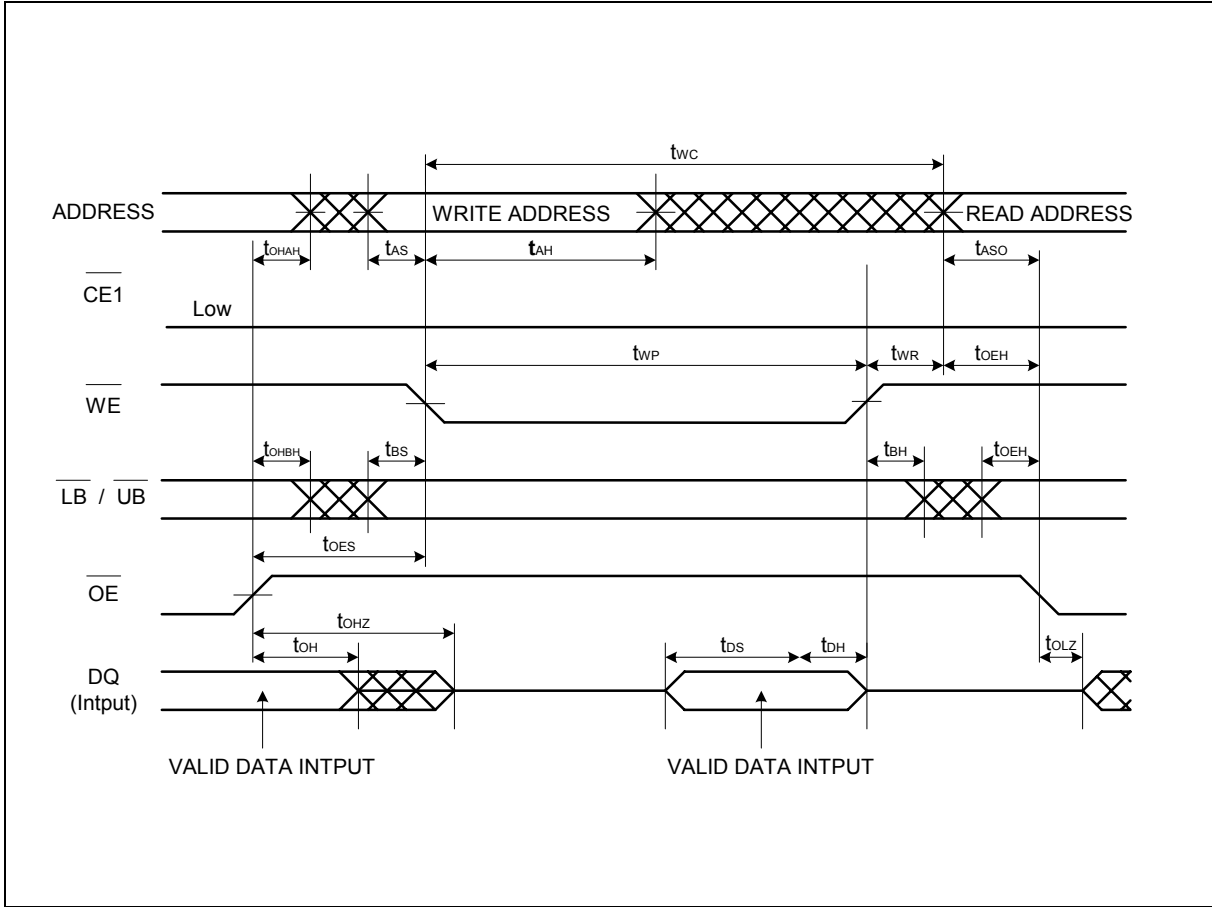 tWC
ADDRESS
WRITE ADDRESS
READ ADDRESS
tOHAH
tAS
tAH
tASO
CE1
Low
tWP
tWR
tOEH
WE
tOHBH
tBS
tBH
tOEH
LB / UB
tOES
OE
tOHZ
tOH
tDS
tDH
tOLZ
DQ
(Intput)
VALID DATA INTPUT
VALID DATA INTPUT